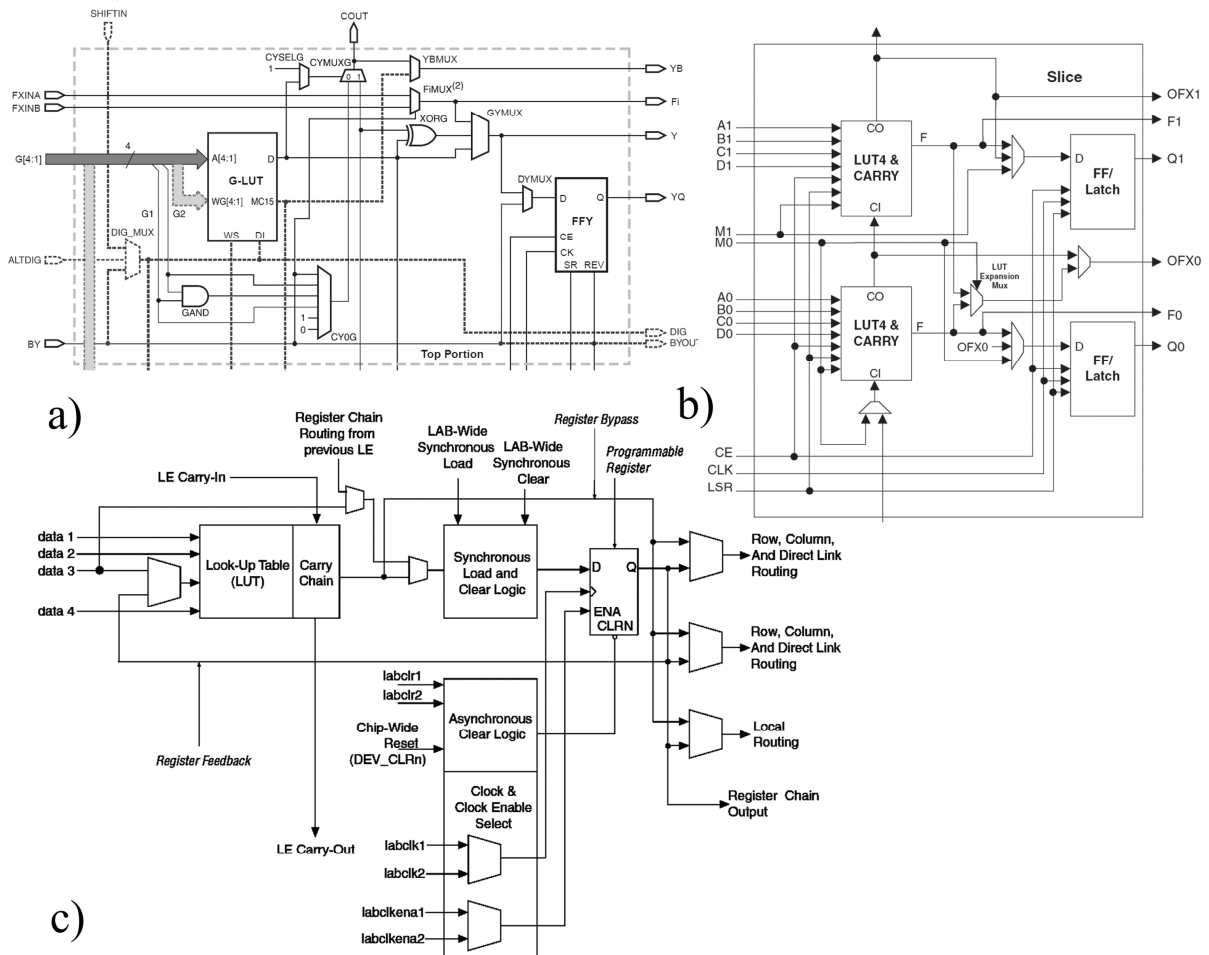 SHIFTIN
COUT
CYSELG
CYMUXG
1
0 1
YBMUX
YB
FXINA
FXINB
FiMUX(2)
Fi
XORG
GYMUX
Y
G[4:1]
4
A[4:1]
D
G-LUT
WG[4:1]
MC15
G1
G2
DYMUX
D
Q
YQ
FFY
CE
CK
SR
REV
DIG_MUX
WS
DI
ALTDIG
GAND
1
0
CY0G
DIG
BY
BYOUT
Top Portion
a)
Slice
OFX1
F1
A1
B1
C1
D1
CO
LUT4 &
CARRY
F
CI
D
FF/
Latch
Q1
M1
M0
LUT
Expansion
Mux
OFX0
A0
B0
C0
D0
CO
LUT4 &
CARRY
F
CI
F0
OFX0
D
FF/
Latch
Q0
CE
CLK
LSR
b)
Register Chain
Routing from
previous LE
LAB-Wide
Synchronous
Load
LAB-Wide
Synchronous
Clear
Register Bypass
Programmable
Register
LE Carry-In
data 1
data 2
data 3
data 4
Look-Up Table
(LUT)
Carry
Chain
Synchronous
Load and
Clear Logic
D
Q
ENA
CLRN
Row, Column,
And Direct Link
Routing
Row, Column,
And Direct Link
Routing
Local
Routing
Register Chain
Output
labclr1
labclr2
Chip-Wide
Reset
(DEV_CLRn)
Asynchronous
Clear Logic
Register Feedback
Clock &
Clock Enable
Select
LE Carry-Out
labclk1
labclk2
labclkena1
labclkena2
c)